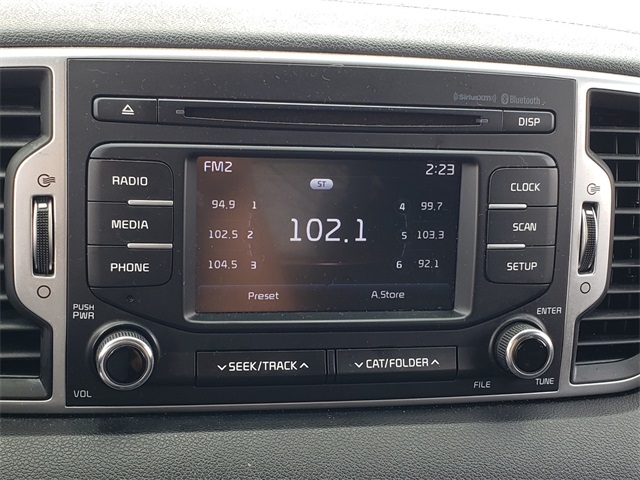 SiriusXM Bluetooth
DISP
FM2 2:23
ST
94.9 1 4 99.7
102.5 2 102.1 5 103.3
104.5 3 6 92.1
Preset A.Store
RADIO
MEDIA
PHONE
CLOCK
SCAN
SETUP
PUSH
PWR
VOL
SEEK/TRACK
CAT/FOLDER
ENTER
FILE
TUNE